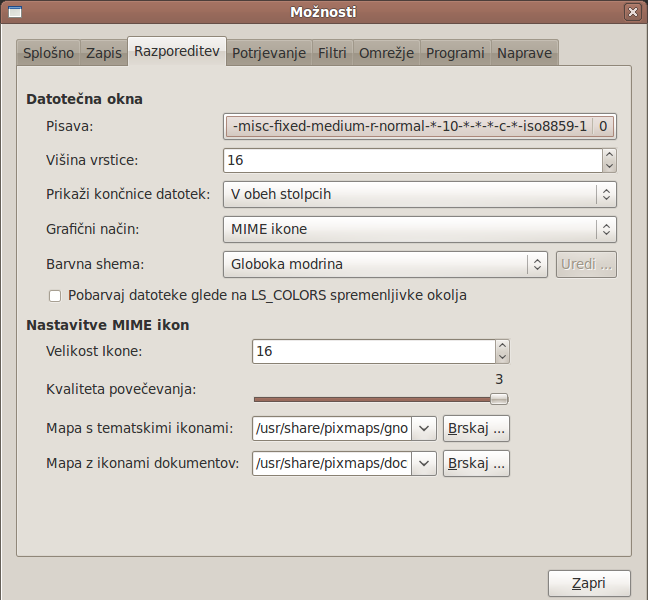 Možnosti
Splošno Zapis Razporeditev Potrjevanje Filtri Omrežje Programi Naprave
Datotečna okna
Pisava: -misc-fixed-medium-r-normal-*-10-*-*-*-c-*-iso8859-1 0
Višina vrstice: 16
Prikaži končnice datotek: V obeh stolpcih
Grafični način: MIME ikone
Barvna shema: Globoka modrina Uredi ...
Pobarvaj datoteke glede na LS_COLORS spremenljivke okolja
Nastavitve MIME ikon
Velikost Ikone: 16
3
Kvaliteta povečevanja:
Mapa s tematskimi ikonami: /usr/share/pixmaps/gno Brskaj ...
Mapa z ikonami dokumentov: /usr/share/pixmaps/doc Brskaj ...
Zapri